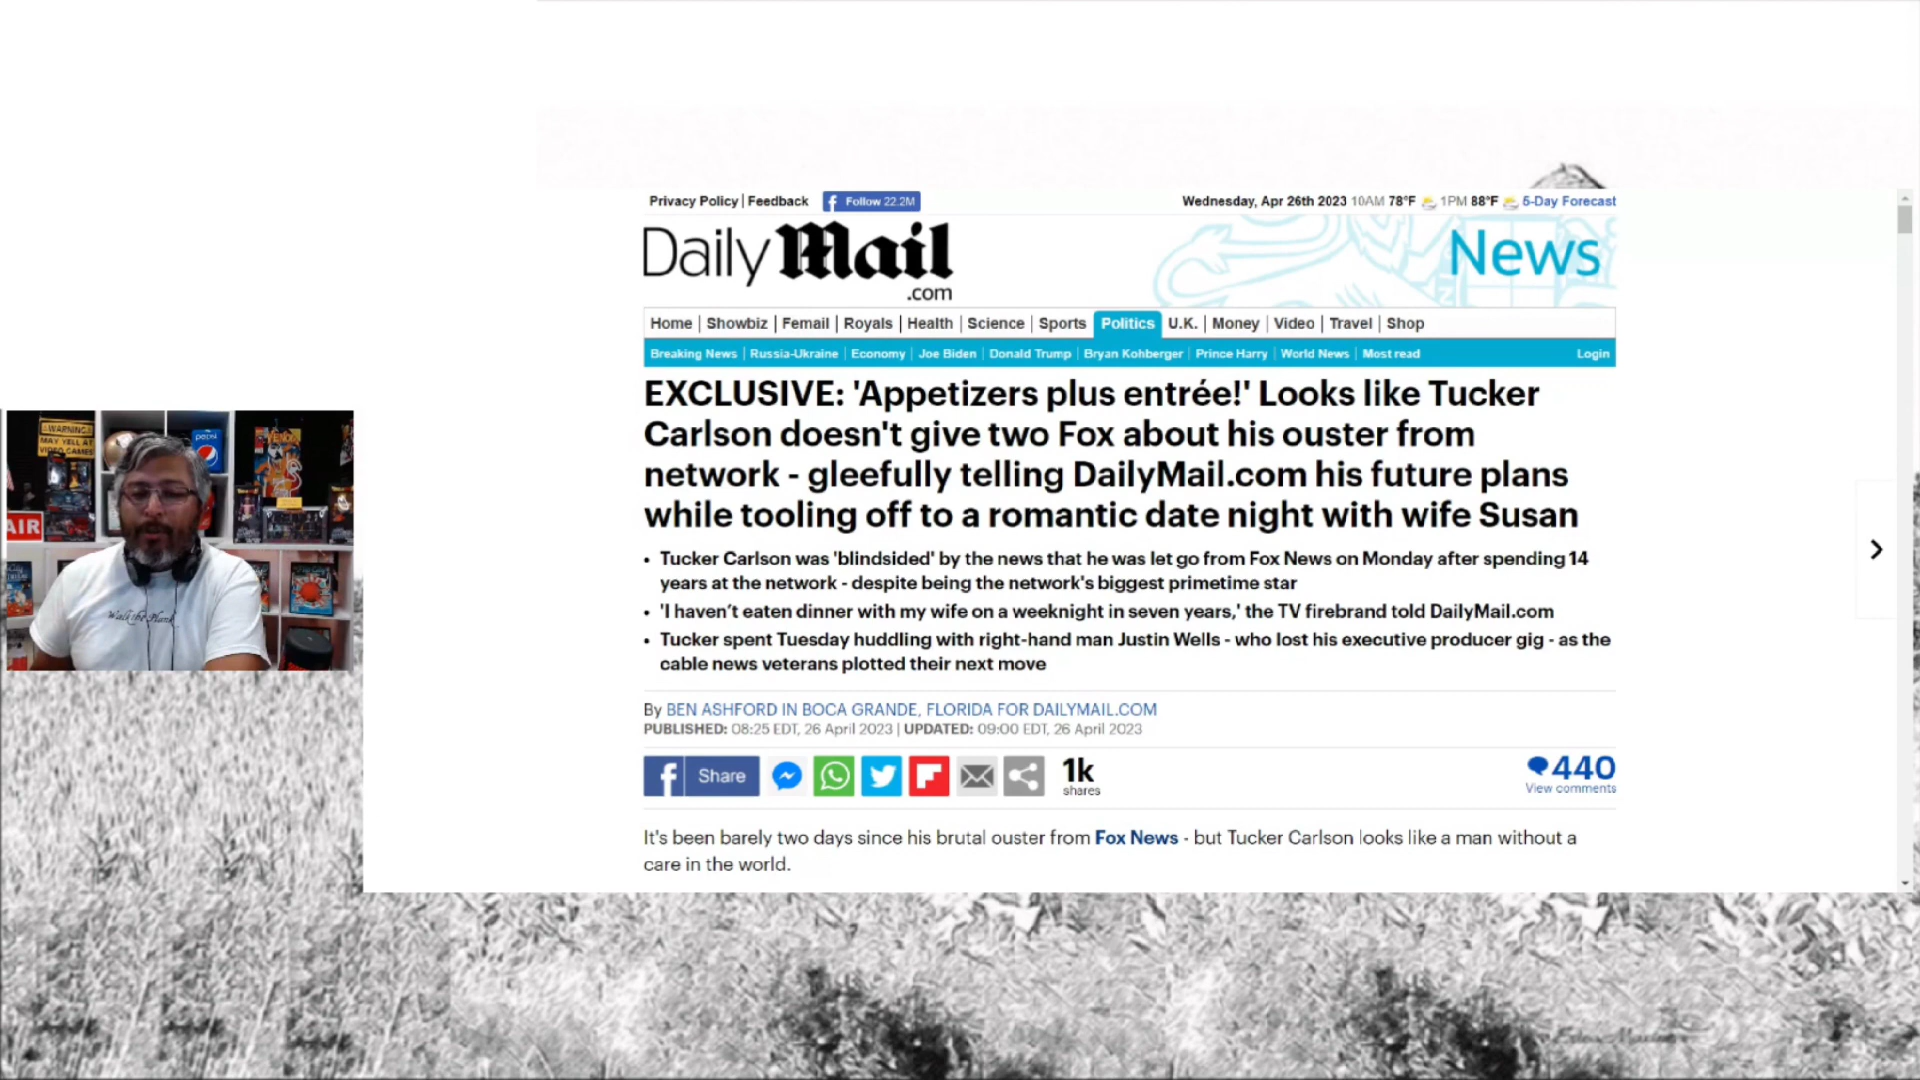 Privacy Policy | Feedback Follow 22.2M
Wednesday, Apr 26th 2023 10AM 78°F 1PM 88°F 5-Day Forecast
Daily Mail
.com
News
Home | Showbiz | Femail | Royals | Health | Science | Sports Politics U.K. | Money | Video | Travel | Shop
Breaking News | Russia-Ukraine | Economy | Joe Biden | Donald Trump | Bryan Kohberger | Prince Harry | World News | Most read Login
EXCLUSIVE: 'Appetizers plus entrée!' Looks like Tucker
Carlson doesn't give two Fox about his ouster from
network - gleefully telling DailyMail.com his future plans
while tooling off to a romantic date night with wife Susan
• Tucker Carlson was 'blindsided' by the news that he was let go from Fox News on Monday after spending 14
years at the network - despite being the network's biggest primetime star
• 'I haven't eaten dinner with my wife on a weeknight in seven years,' the TV firebrand told DailyMail.com
• Tucker spent Tuesday huddling with right-hand man Justin Wells - who lost his executive producer gig - as the
cable news veterans plotted their next move
By BEN ASHFORD IN BOCA GRANDE, FLORIDA FOR DAILYMAIL.COM
PUBLISHED: 08:25 EDT, 26 April 2023 | UPDATED: 09:00 EDT, 26 April 2023
Share
1k
shares
440
View comments
It's been barely two days since his brutal ouster from Fox News - but Tucker Carlson looks like a man without a
care in the world.
WARNING
MAY YELL AT
VIDEO GAMES
pepsi
VENOM
AIR